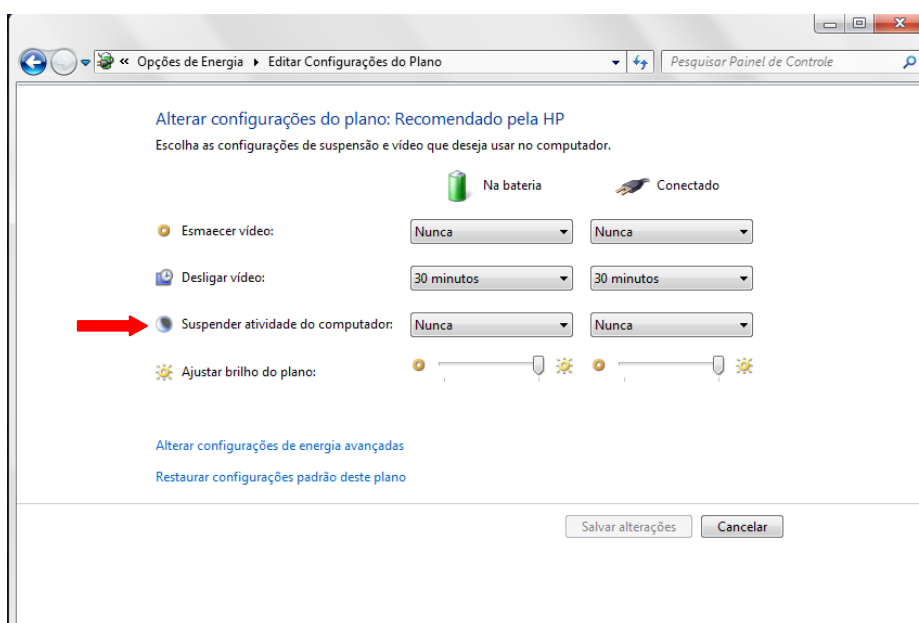 « Opções de Energia ▸ Editar Configurações do Plano Pesquisar Painel de Controle
Alterar configurações do plano: Recomendado pela HP
Escolha as configurações de suspensão e vídeo que deseja usar no computador.
Na bateria Conectado
Esmaecer vídeo: Nunca Nunca
Desligar vídeo: 30 minutos 30 minutos
Suspender atividade do computador: Nunca Nunca
Ajustar brilho do plano:
Alterar configurações de energia avançadas
Restaurar configurações padrão deste plano
Salvar alterações Cancelar